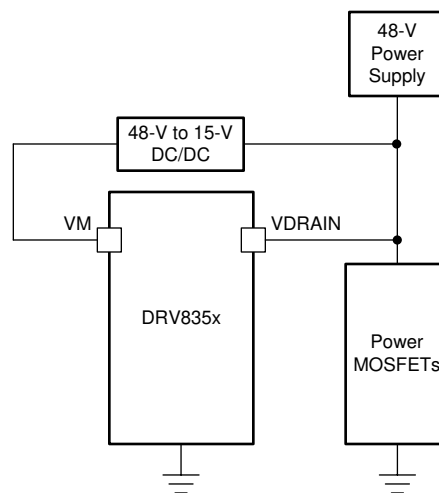 48-V
Power
Supply
48-V to 15-V
DC/DC
VM
VDRAIN
DRV835x
Power
MOSFETs